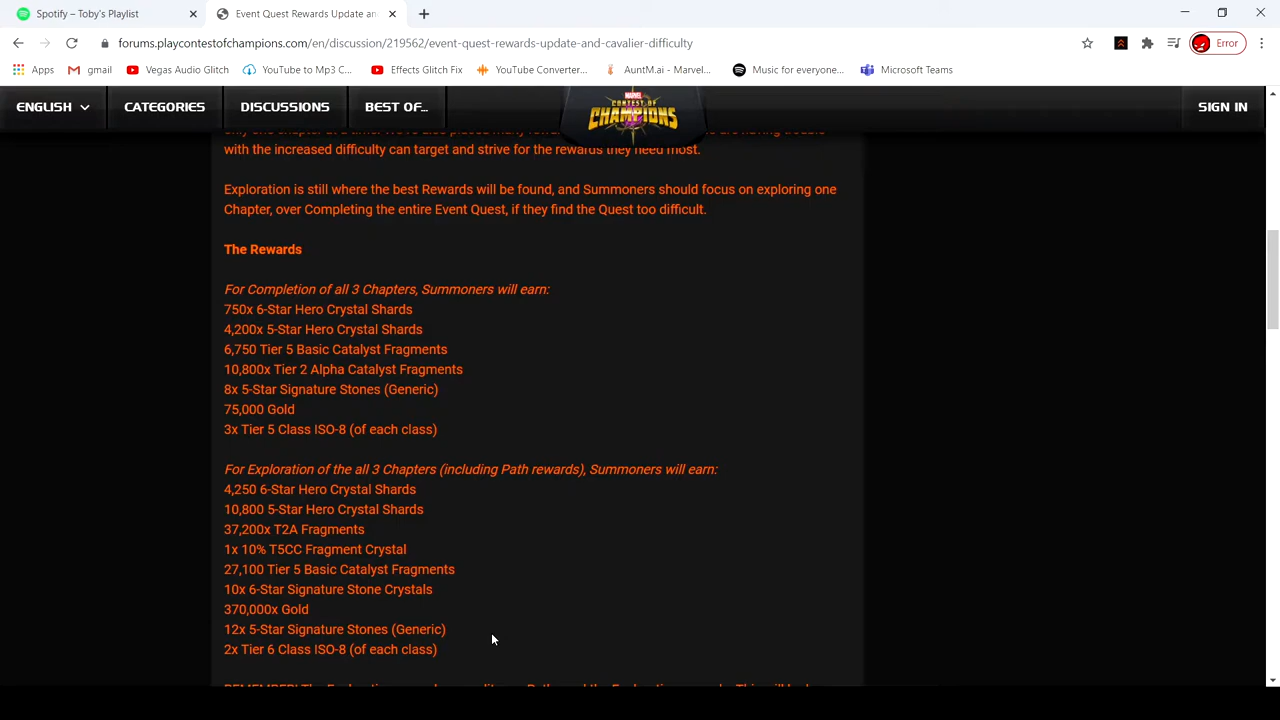 Spotify – Toby's Playlist
Event Quest Rewards Update an
forums.playcontestofchampions.com/en/discussion/219562/event-quest-rewards-update-and-cavalier-difficulty
Error
Apps gmail Vegas Audio Glitch YouTube to Mp3 C... Effects Glitch Fix YouTube Converter... AuntM.ai - Marvel... Music for everyone... Microsoft Teams
ENGLISH CATEGORIES DISCUSSIONS BEST OF... MARVEL CONTEST OF CHAMPIONS SIGN IN
with the increased difficulty can target and strive for the rewards they need most.
Exploration is still where the best Rewards will be found, and Summoners should focus on exploring one
Chapter, over Completing the entire Event Quest, if they find the Quest too difficult.
The Rewards
For Completion of all 3 Chapters, Summoners will earn:
750x 6-Star Hero Crystal Shards
4,200x 5-Star Hero Crystal Shards
6,750 Tier 5 Basic Catalyst Fragments
10,800x Tier 2 Alpha Catalyst Fragments
8x 5-Star Signature Stones (Generic)
75,000 Gold
3x Tier 5 Class ISO-8 (of each class)
For Exploration of the all 3 Chapters (including Path rewards), Summoners will earn:
4,250 6-Star Hero Crystal Shards
10,800 5-Star Hero Crystal Shards
37,200x T2A Fragments
1x 10% T5CC Fragment Crystal
27,100 Tier 5 Basic Catalyst Fragments
10x 6-Star Signature Stone Crystals
370,000x Gold
12x 5-Star Signature Stones (Generic)
2x Tier 6 Class ISO-8 (of each class)